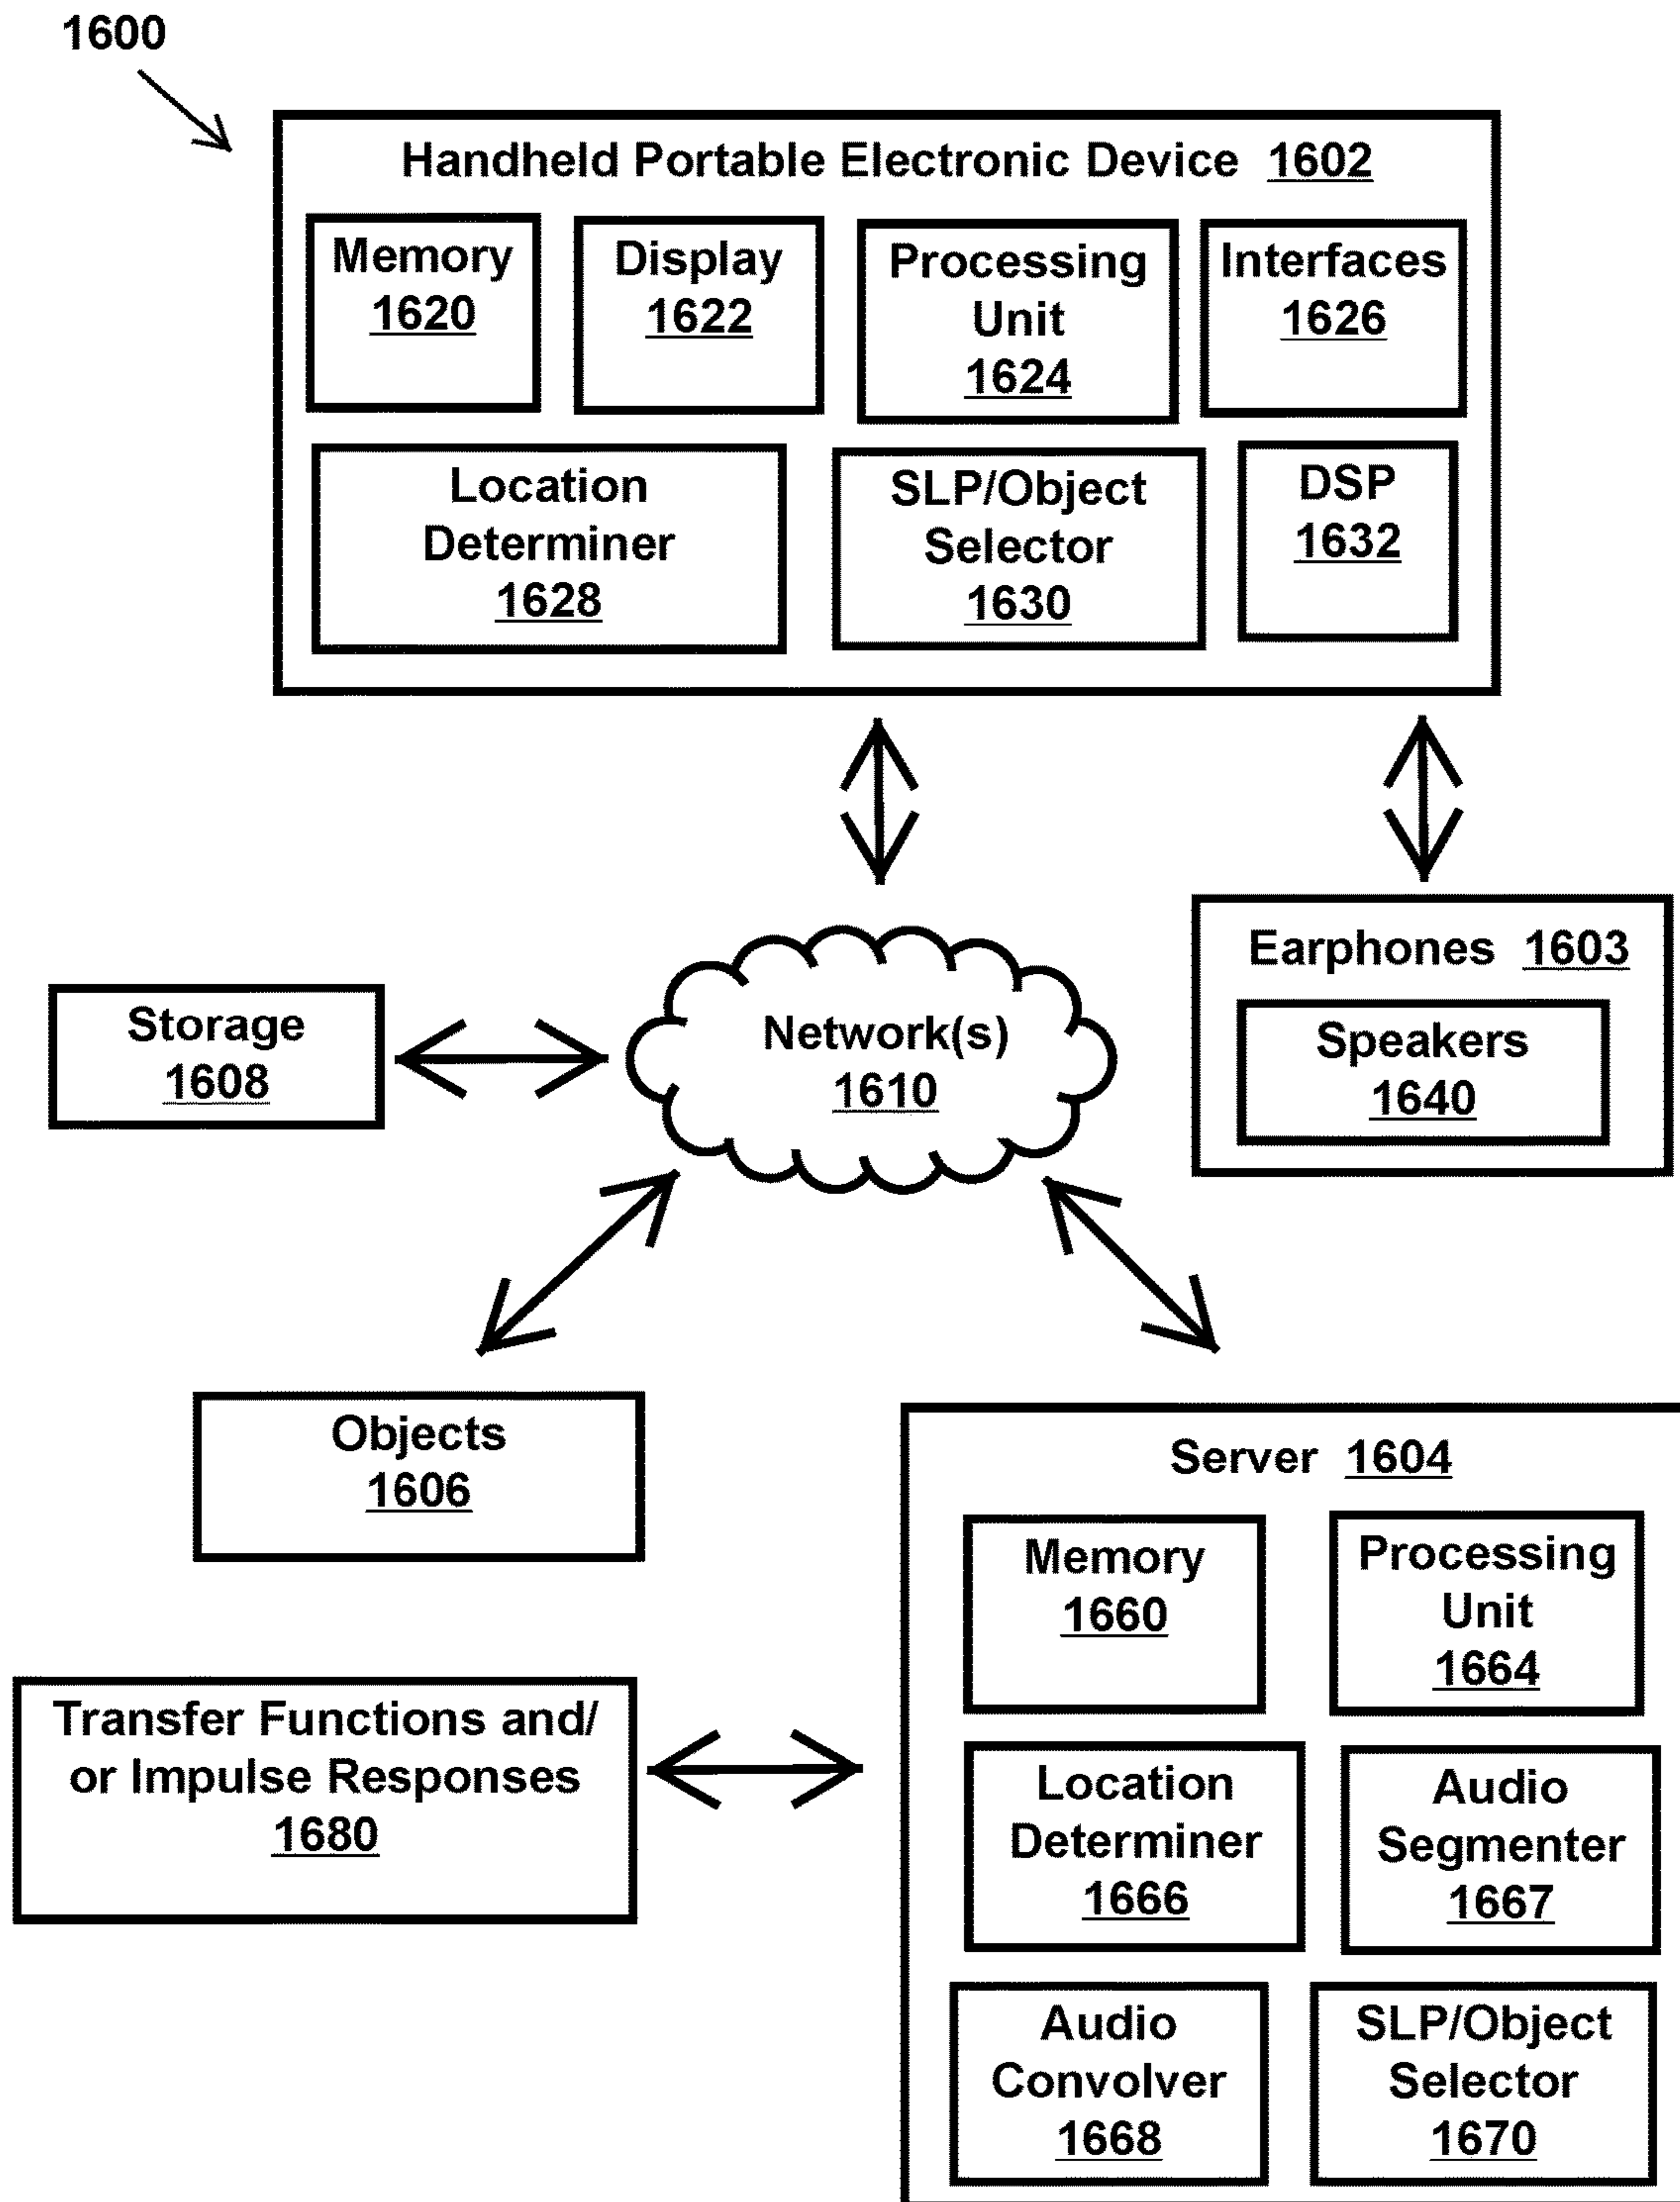 1600
Handheld Portable Electronic Device 1602
Memory
1620
Display
1622
Processing
Unit
1624
Interfaces
1626
Location
Determiner
1628
SLP/Object
Selector
1630
DSP
1632
Earphones 1603
Speakers
1640
Storage
1608
Network(s)
1610
Objects
1606
Server 1604
Memory
1660
Processing
Unit
1664
Transfer Functions and/
or Impulse Responses
1680
Location
Determiner
1666
Audio
Segmenter
1667
Audio
Convolver
1668
SLP/Object
Selector
1670